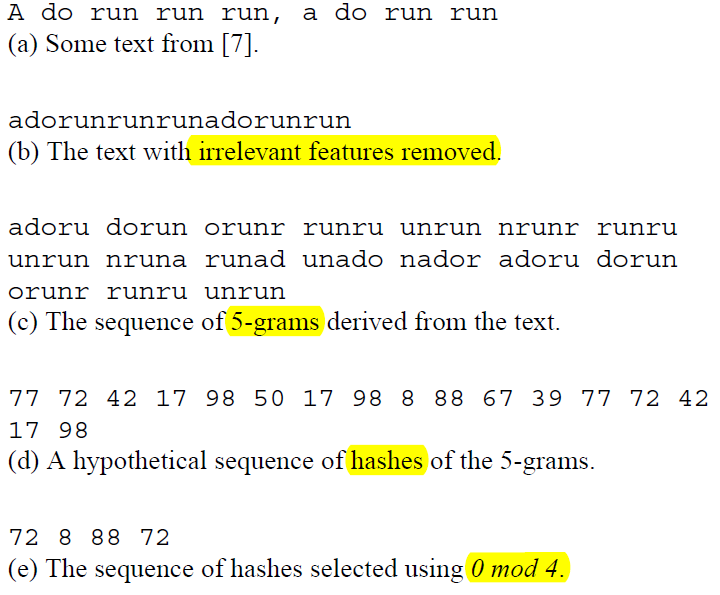 A do run run run, a do run run
(a) Some text from [7].
adorunrunrunadorunrun
(b) The text with irrelevant features removed.
adoru dorun orunr runru unrun nrunr runru
unrun nruna runad unado nador adoru dorun
orunr runru unrun
(c) The sequence of 5-grams derived from the text.
77 72 42 17 98 50 17 98 8 88 67 39 77 72 42
17 98
(d) A hypothetical sequence of hashes of the 5-grams.
72 8 88 72
(e) The sequence of hashes selected using 0 mod 4.